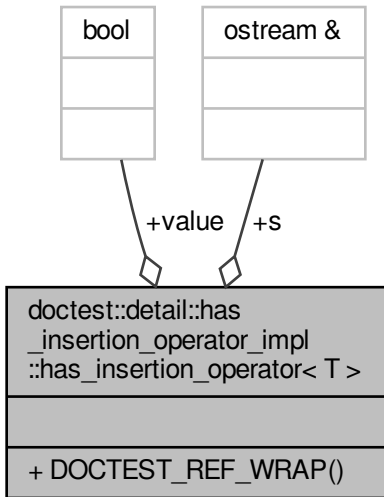 bool
ostream &
+value
+s
doctest::detail::has
_insertion_operator_impl
::has_insertion_operator< T >
+ DOCTEST_REF_WRAP()